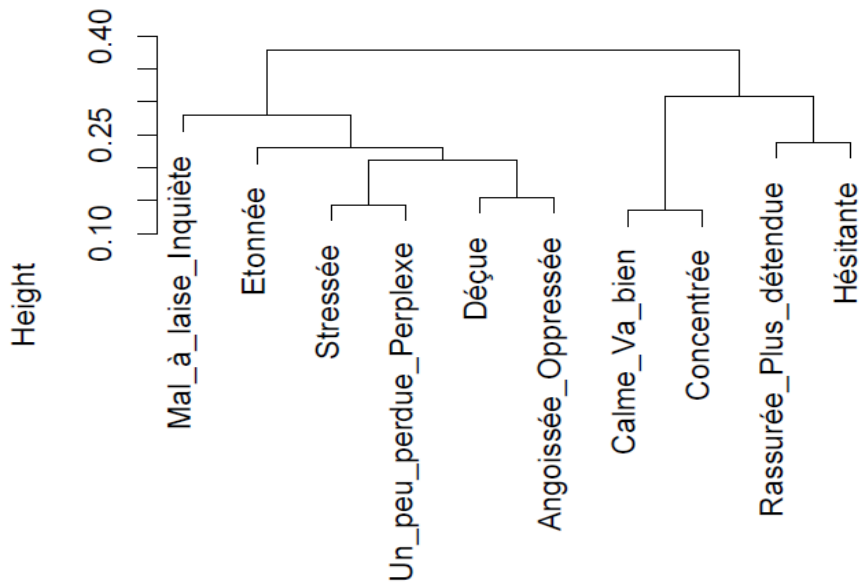 Height
0.40
0.25
0.10
Mal_à_laise_Inquiète
Etonnée
Stressée
Un_peu_perdue_Perplexe
Déçue
Angoissée_Oppressée
Calme_Va_bien
Concentrée
Rassurée_Plus_détendue
Hésitante